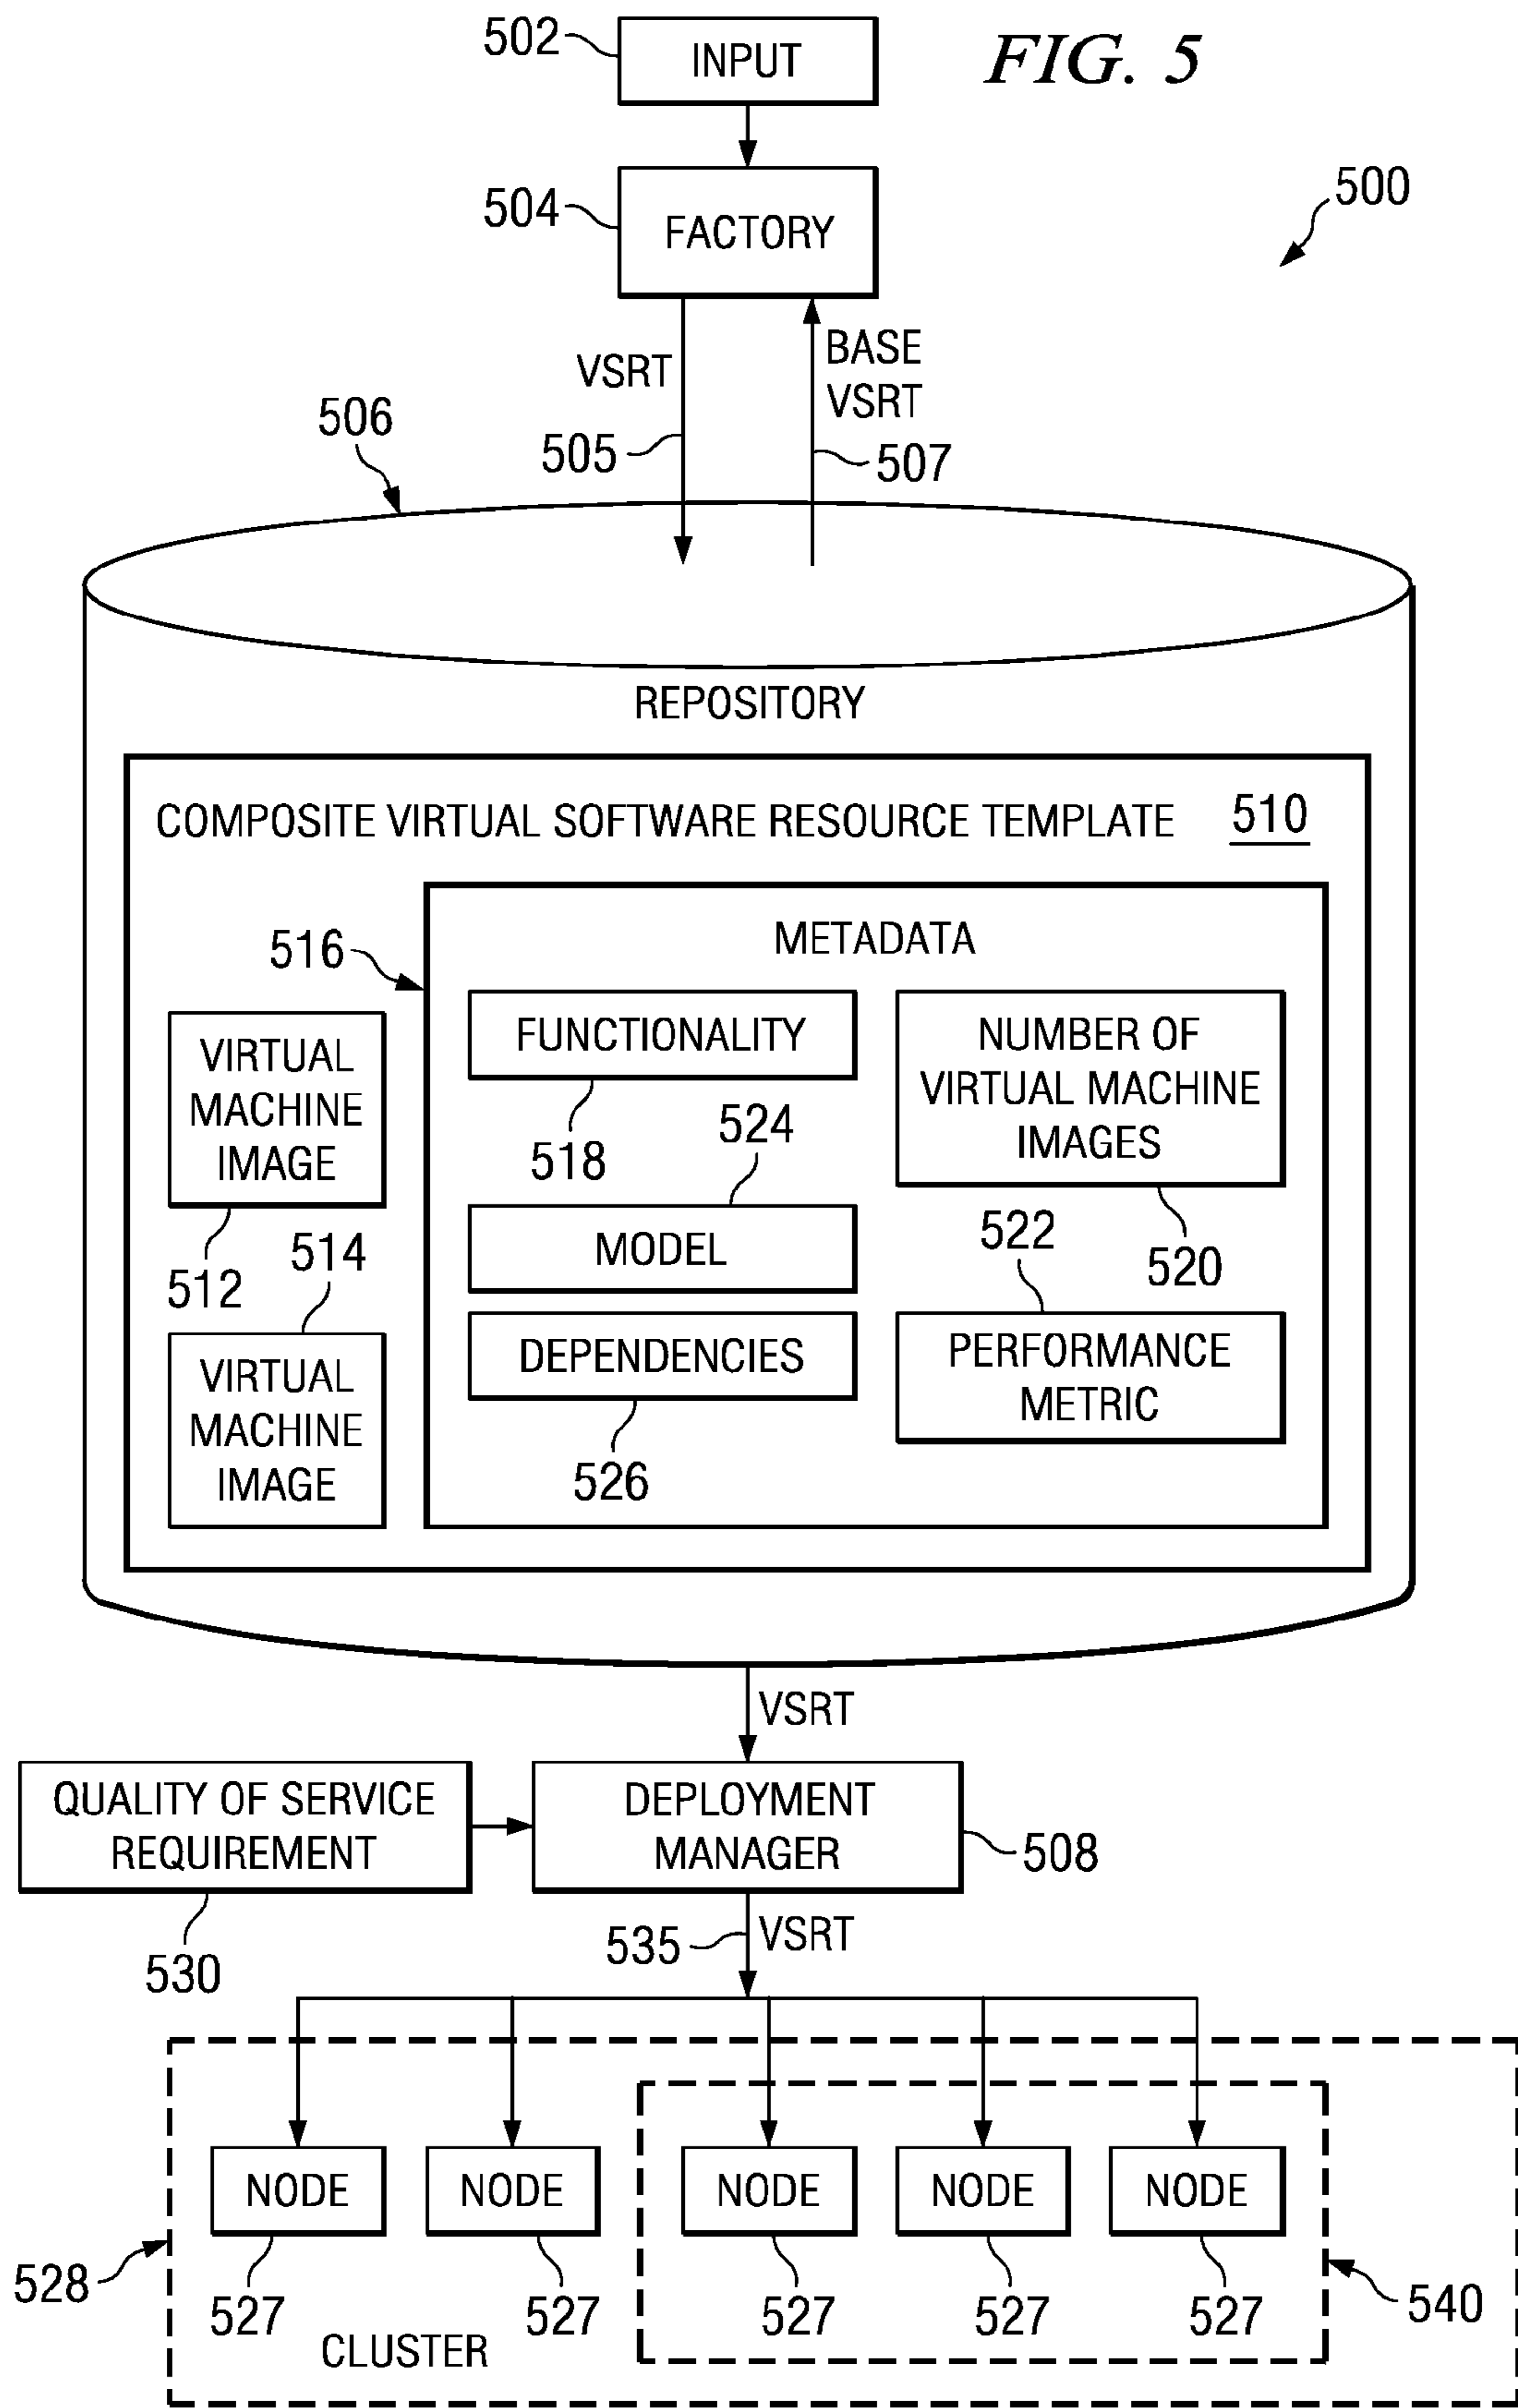 502
INPUT
FIG. 5
504
FACTORY
500
VSRT
BASE
VSRT
505
507
506
REPOSITORY
COMPOSITE VIRTUAL SOFTWARE RESOURCE TEMPLATE 510
516
METADATA
VIRTUAL
MACHINE
IMAGE
512
514
VIRTUAL
MACHINE
IMAGE
FUNCTIONALITY
518
524
MODEL
DEPENDENCIES
526
NUMBER OF
VIRTUAL MACHINE
IMAGES
520
522
PERFORMANCE
METRIC
VSRT
QUALITY OF SERVICE
REQUIREMENT
530
DEPLOYMENT
MANAGER
508
535
VSRT
NODE
NODE
NODE
NODE
NODE
528
527
527
527
527
527
540
CLUSTER